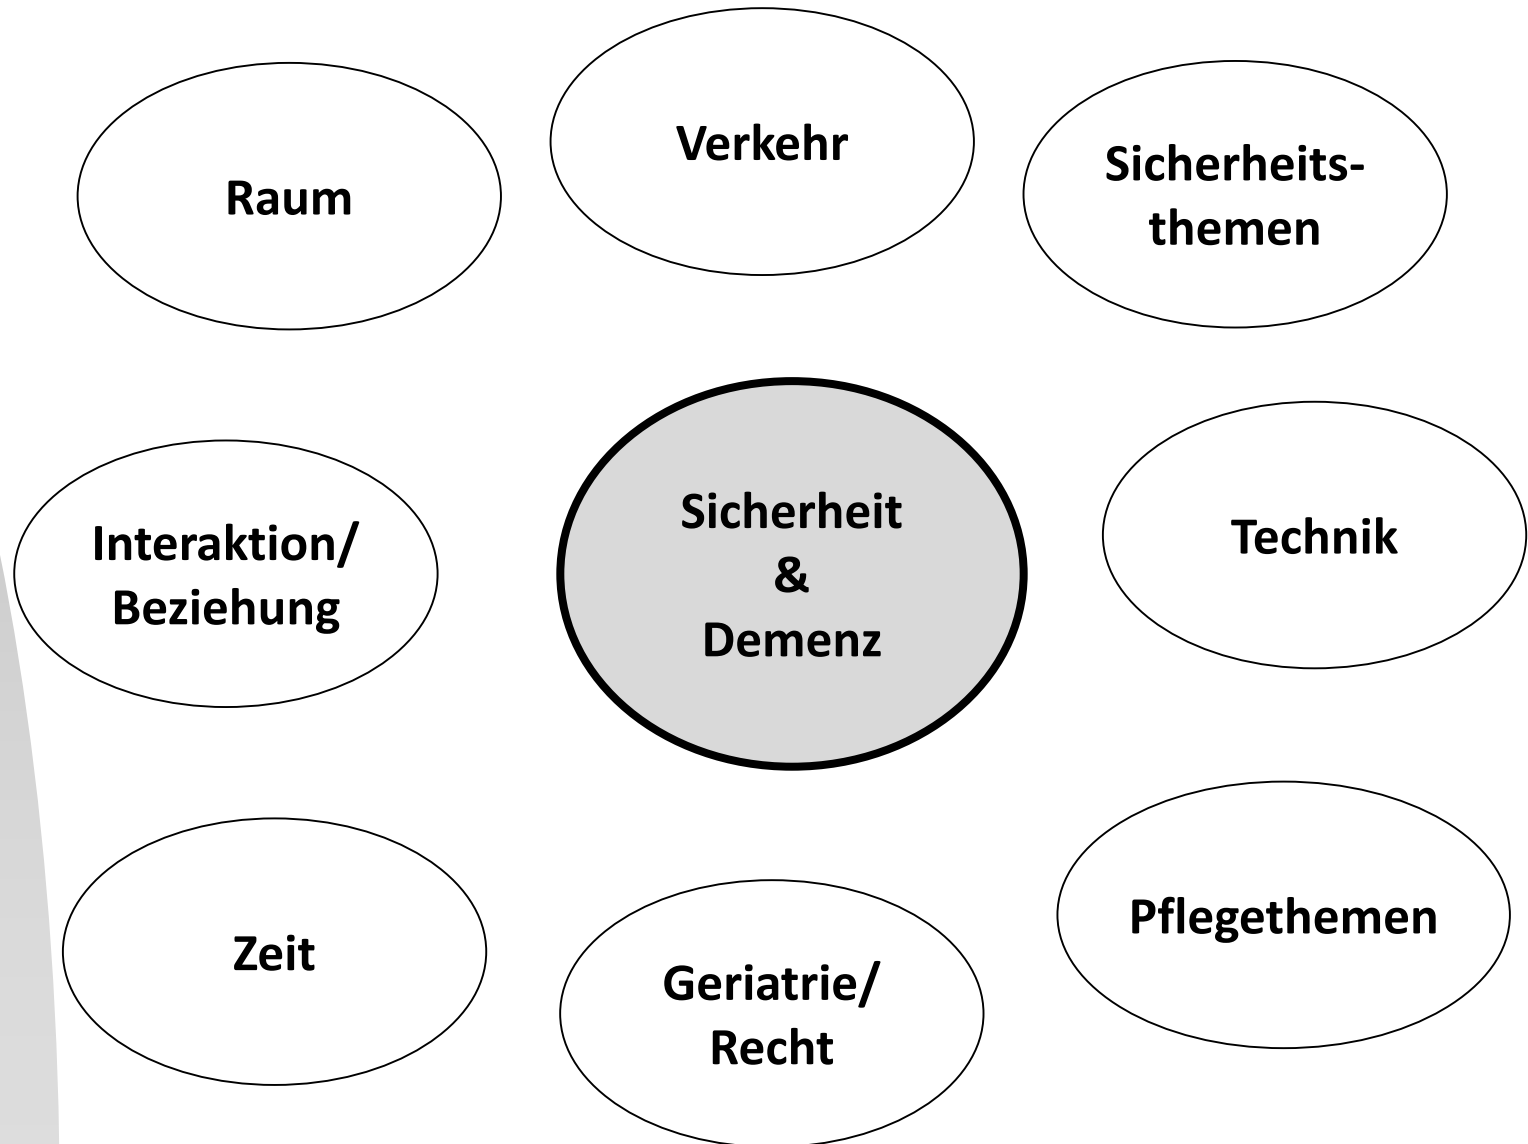 Verkehr
Raum
Sicherheits-
themen
Sicherheit
&
Demenz
Interaktion/
Beziehung
Technik
Zeit
Geriatrie/
Recht
Pflegethemen